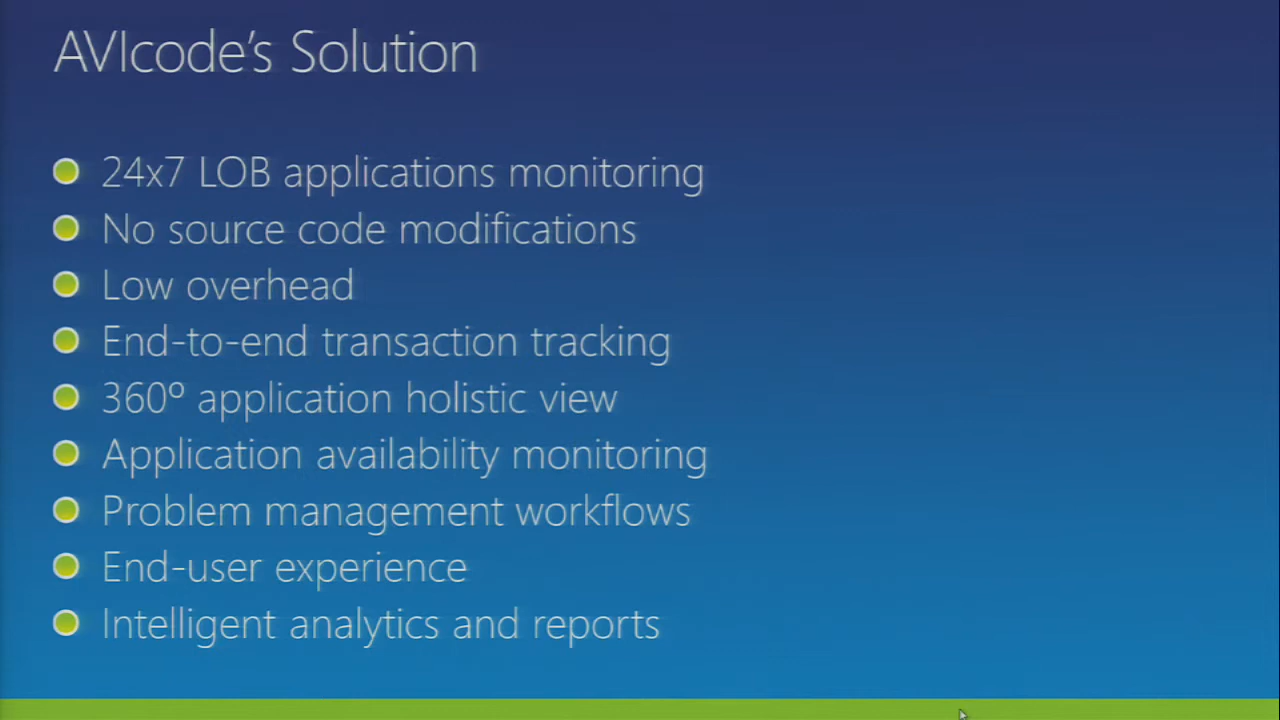 AVIcode's Solution
24x7 LOB applications monitoring
No source code modifications
Low overhead
End-to-end transaction tracking
360º application holistic view
Application availability monitoring
Problem management workflows
End-user experience
Intelligent analytics and reports